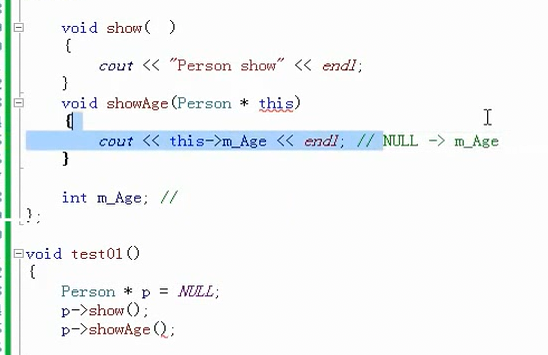 void show(  )
{
cout << "Person show" << endl;
}
void showAge(Person * this)
{
cout << this->m_Age << endl; // NULL -> m_Age
}
int m_Age; //
};
void test01()
{
Person * p = NULL;
p->show();
p->showAge();